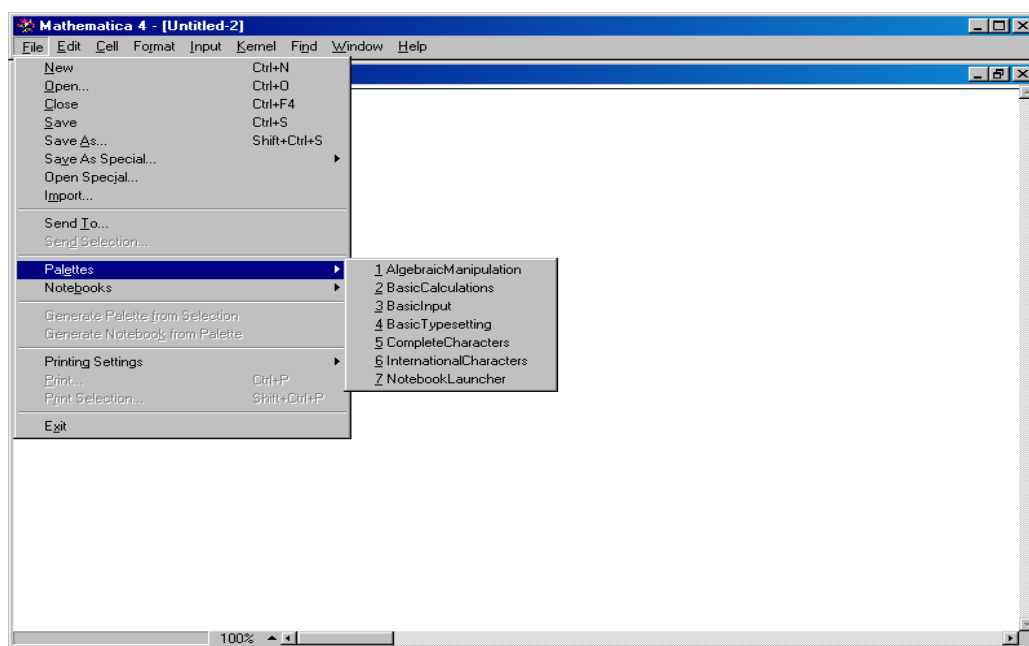 Mathematica 4 - [Untitled-2]
File Edit Cell Format Input Kernel Find Window Help
New Ctrl+N
Open... Ctrl+O
Close Ctrl+F4
Save Ctrl+S
Save As... Shift+Ctrl+S
Save As Special...
Open Special...
Import...
Send To...
Send Selection...
Palettes
Notebooks
Generate Palette from Selection
Generate Notebook from Palette
Printing Settings
Print... Ctrl+P
Print Selection... Shift+Ctrl+P
Exit
1 AlgebraicManipulation
2 BasicCalculations
3 BasicInput
4 BasicTypesetting
5 CompleteCharacters
6 InternationalCharacters
7 NotebookLauncher
100%